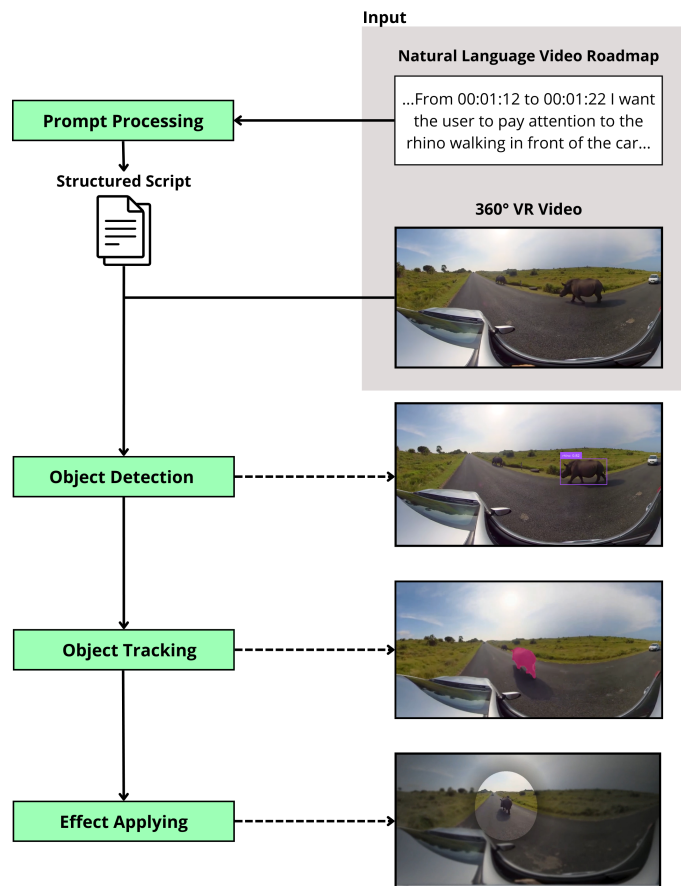 Input
Natural Language Video Roadmap
...From 00:01:12 to 00:01:22 I want
the user to pay attention to the
rhino walking in front of the car...
Prompt Processing
Structured Script
360° VR Video
Object Detection
Object Tracking
Effect Applying